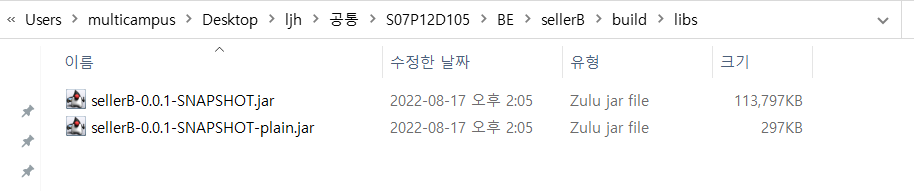 « Users > multicampus > Desktop > ljh > 공통 > S07P12D105 > BE > sellerB > build > libs
이름 수정한 날짜 유형 크기
sellerB-0.0.1-SNAPSHOT.jar 2022-08-17 오후 2:05 Zulu jar file 113,797KB
sellerB-0.0.1-SNAPSHOT-plain.jar 2022-08-17 오후 2:05 Zulu jar file 297KB